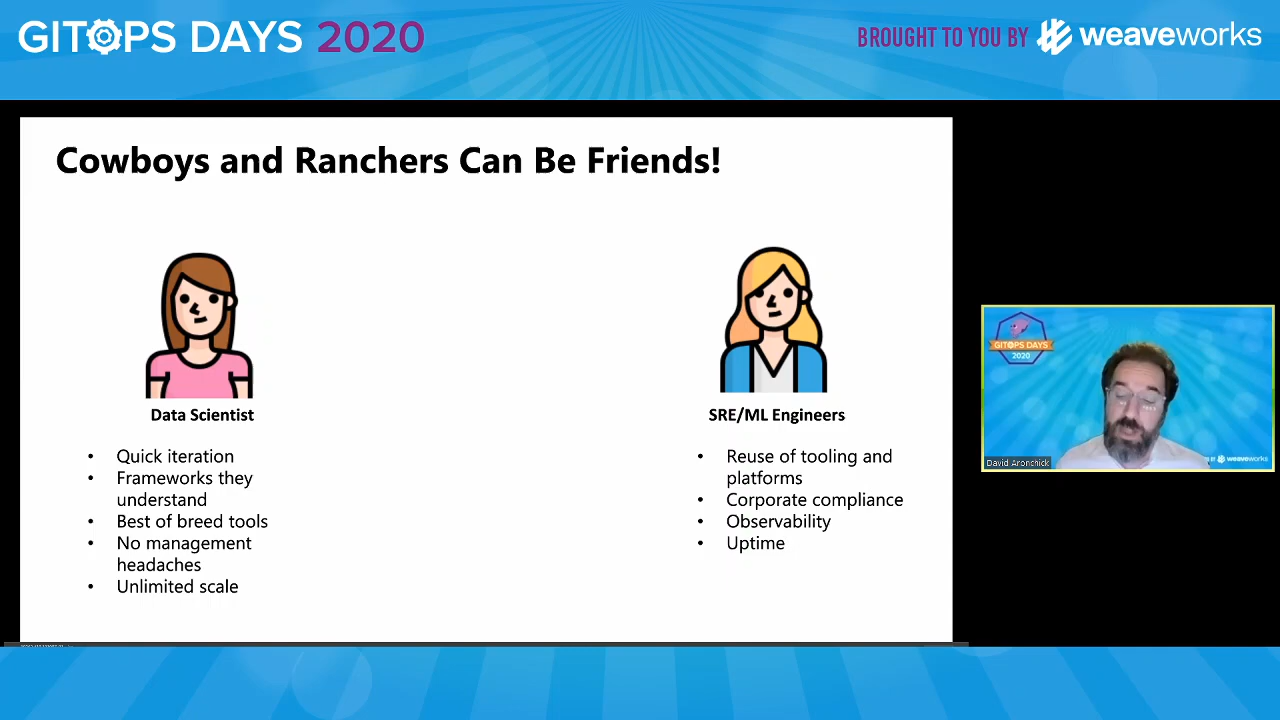 GITOPS DAYS 2020
BROUGHT TO YOU BY weaveworks
Cowboys and Ranchers Can Be Friends!
Data Scientist
• Quick iteration
• Frameworks they
understand
• Best of breed tools
• No management
headaches
• Unlimited scale
SRE/ML Engineers
• Reuse of tooling and
platforms
• Corporate compliance
• Observability
• Uptime
GITOPS DAYS
2020
David Aronchick
BY weaveworks